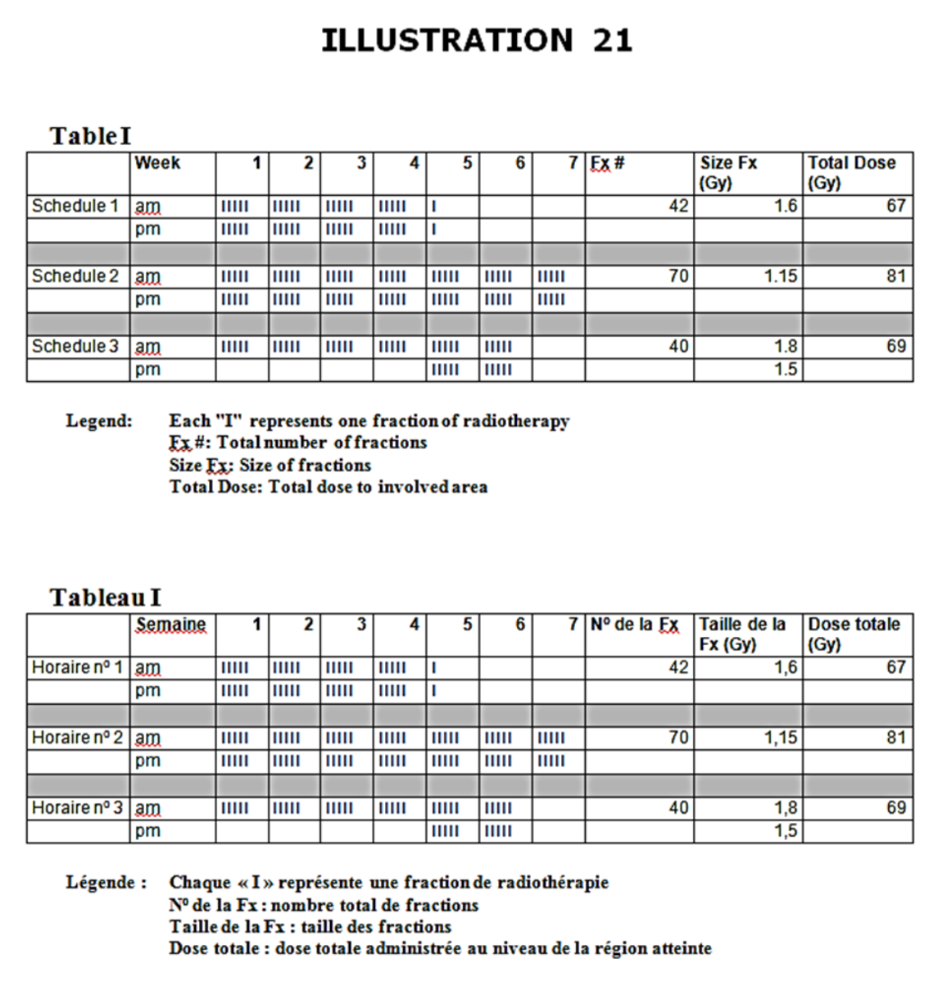 ILLUSTRATION 21
Table I
Week 1 2 3 4 5 6 7 Fx # Size Fx (Gy) Total Dose (Gy)
Schedule 1 am IIIII IIIII IIIII IIIII I 42 1.6 67
pm IIIII IIIII IIIII IIIII I
Schedule 2 am IIIII IIIII IIIII IIIII IIIII IIIII IIIII 70 1.15 81
pm IIIII IIIII IIIII IIIII IIIII IIIII IIIII
Schedule 3 am IIIII IIIII IIIII IIIII IIIII IIIII 40 1.8 69
pm IIIII IIIII 1.5
Legend: Each "I" represents one fraction of radiotherapy
Fx #: Total number of fractions
Size Fx: Size of fractions
Total Dose: Total dose to involved area
Tableau I
Semaine 1 2 3 4 5 6 7 Nº de la Fx Taille de la Fx (Gy) Dose totale (Gy)
Horaire nº 1 am IIIII IIIII IIIII IIIII I 42 1,6 67
pm IIIII IIIII IIIII IIIII I
Horaire nº 2 am IIIII IIIII IIIII IIIII IIIII IIIII IIIII 70 1,15 81
pm IIIII IIIII IIIII IIIII IIIII IIIII IIIII
Horaire nº 3 am IIIII IIIII IIIII IIIII IIIII IIIII 40 1,8 69
pm IIIII IIIII 1,5
Légende : Chaque « I » représente une fraction de radiothérapie
Nº de la Fx : nombre total de fractions
Taille de la Fx : taille des fractions
Dose totale : dose totale administrée au niveau de la région atteinte